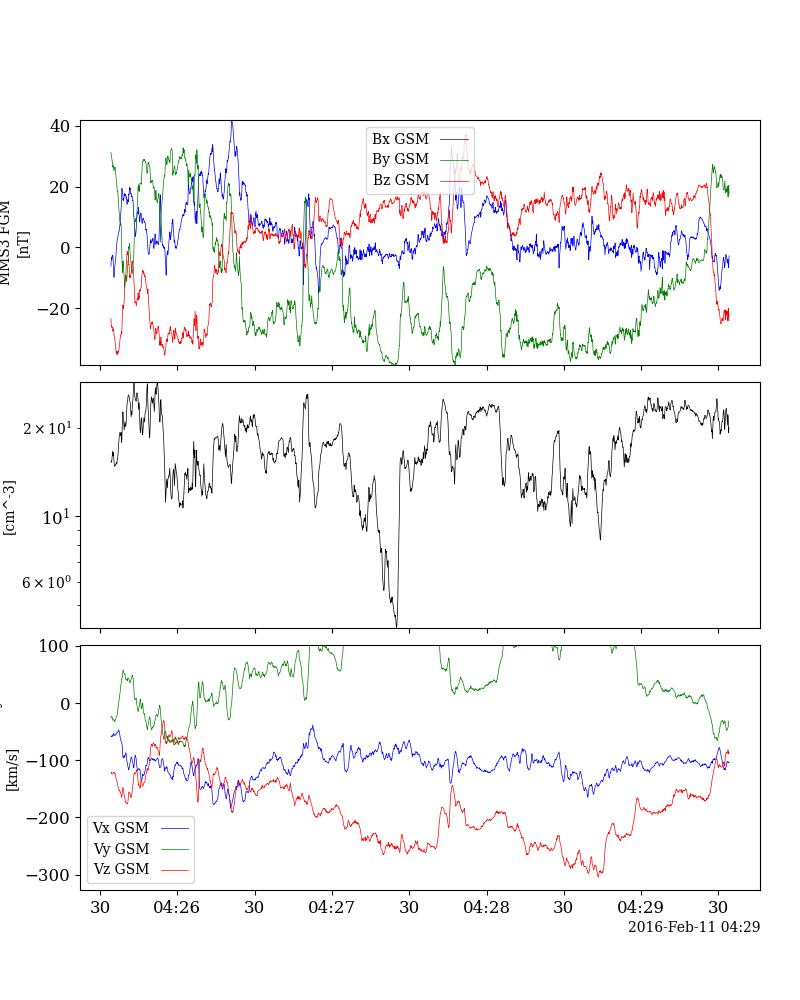 40
20
0
−20
MMS3 FGM
[nT]
Bx GSM
By GSM
Bz GSM
2 × 10¹
10¹
6 × 10⁰
[cm^-3]
100
0
−100
−200
−300
[km/s]
Vx GSM
Vy GSM
Vz GSM
30 04:26 30 04:27 30 04:28 30 04:29 30
2016-Feb-11 04:29